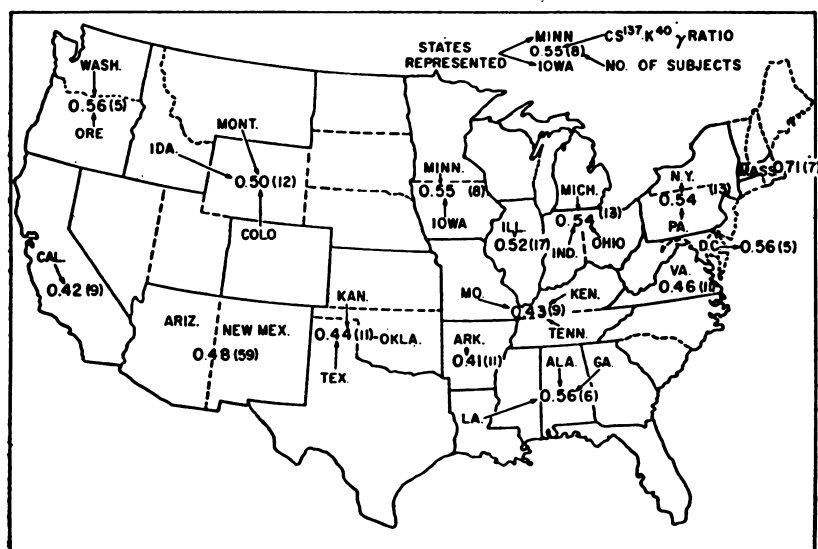 STATES REPRESENTED
MINN
0.55(8)
IOWA
CS137-K40 γ RATIO
NO. OF SUBJECTS
WASH.
0.56(5)
ORE
MONT.
IDA.
0.50(12)
COLO
MINN.
0.55 (8)
IOWA
MICH.
0.54 (13)
IND.
OHIO
ILL.
0.52(17)
N.Y.
0.54 (13)
PA.
MASS 0.71(7)
D.C 0.56(5)
VA.
CAL.
0.42(9)
ARIZ.
NEW MEX.
0.48(59)
KAN.
0.44(11)
OKLA.
TEX.
MO.
KEN.
0.43(9)
TENN.
ARK.
0.41(11)
ALA.
GA.
0.56(6)
LA.